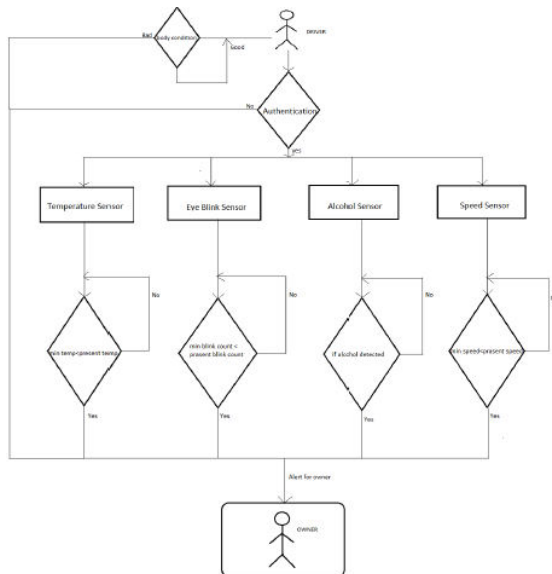 Bad
body condition
Good
DRIVER
No
Authentication
yes
Temperature Sensor
Eye Blink Sensor
Alcohol Sensor
Speed Sensor
No
No
No
min temp<present temp
min blink count <
present blink count
if alcohol detected
min speed<present speed
Yes
Yes
Yes
Yes
Alert for owner
OWNER